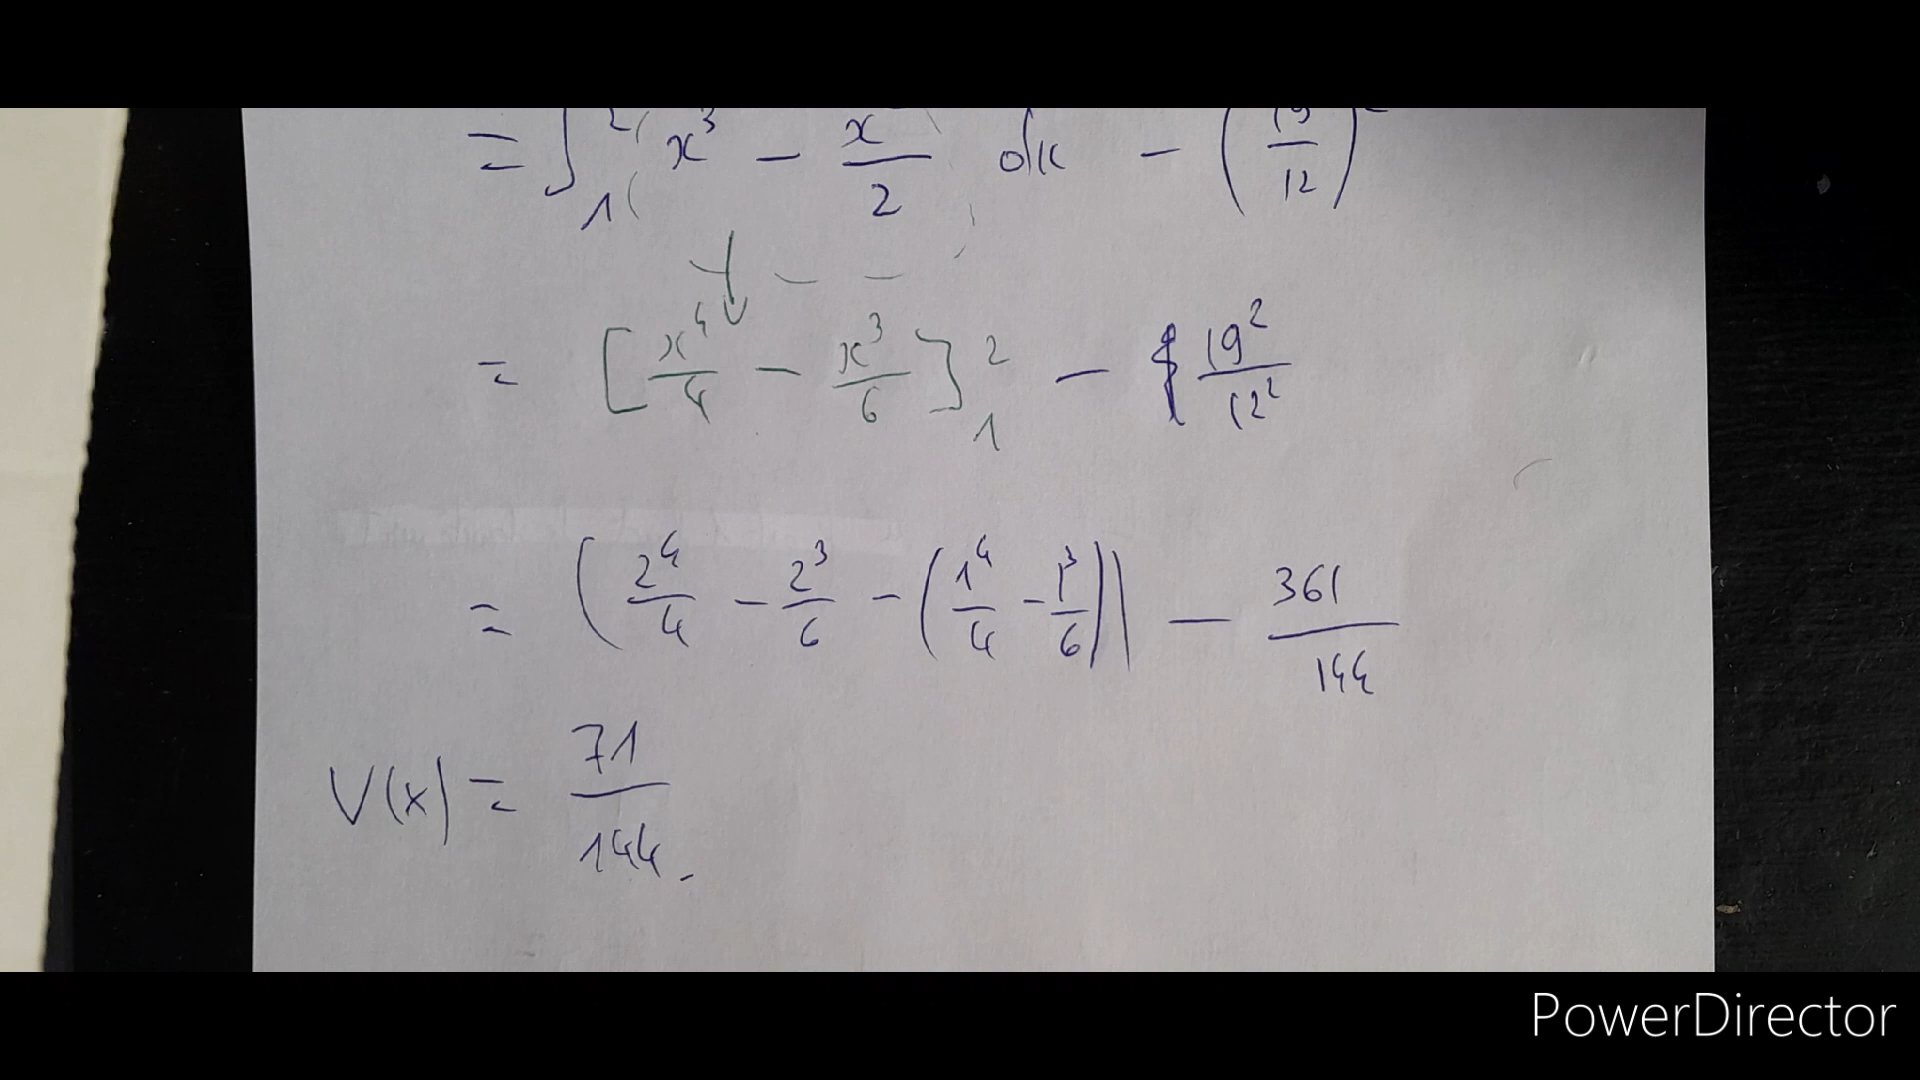 = ∫₁² ( x³ − x²/2 ) dx − (19/12)²
= [ x⁴/4 − x³/6 ]₁² − 19²/12²
= ( 2⁴/4 − 2³/6 − ( 1⁴/4 − 1³/6 ) ) − 361/144
V(x) = 71/144.
PowerDirector